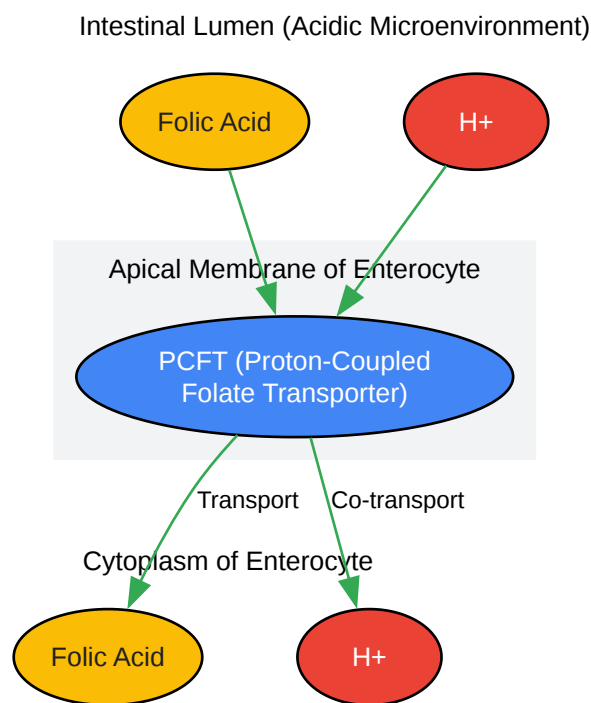 Intestinal Lumen (Acidic Microenvironment)
Folic Acid
H+
Apical Membrane of Enterocyte
PCFT (Proton-Coupled
Folate Transporter)
Transport
Co-transport
Cytoplasm of Enterocyte
Folic Acid
H+